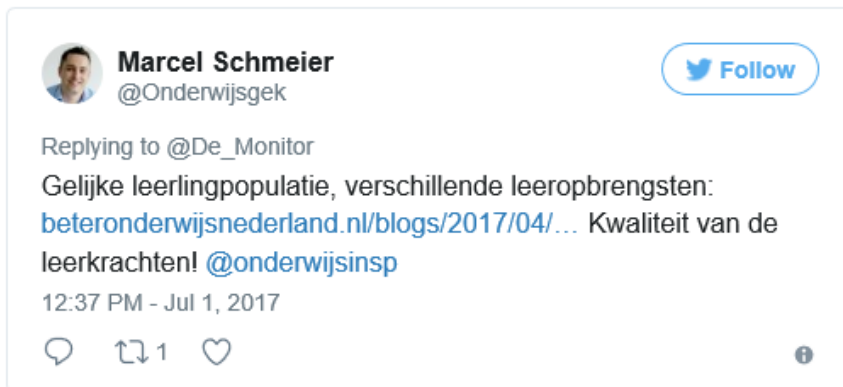 Marcel Schmeier
@Onderwijsgek
Follow
Replying to @De_Monitor
Gelijke leerlingpopulatie, verschillende leeropbrengsten:
beteronderwijsnederland.nl/blogs/2017/04/… Kwaliteit van de
leerkrachten! @onderwijsinsp
12:37 PM - Jul 1, 2017
1